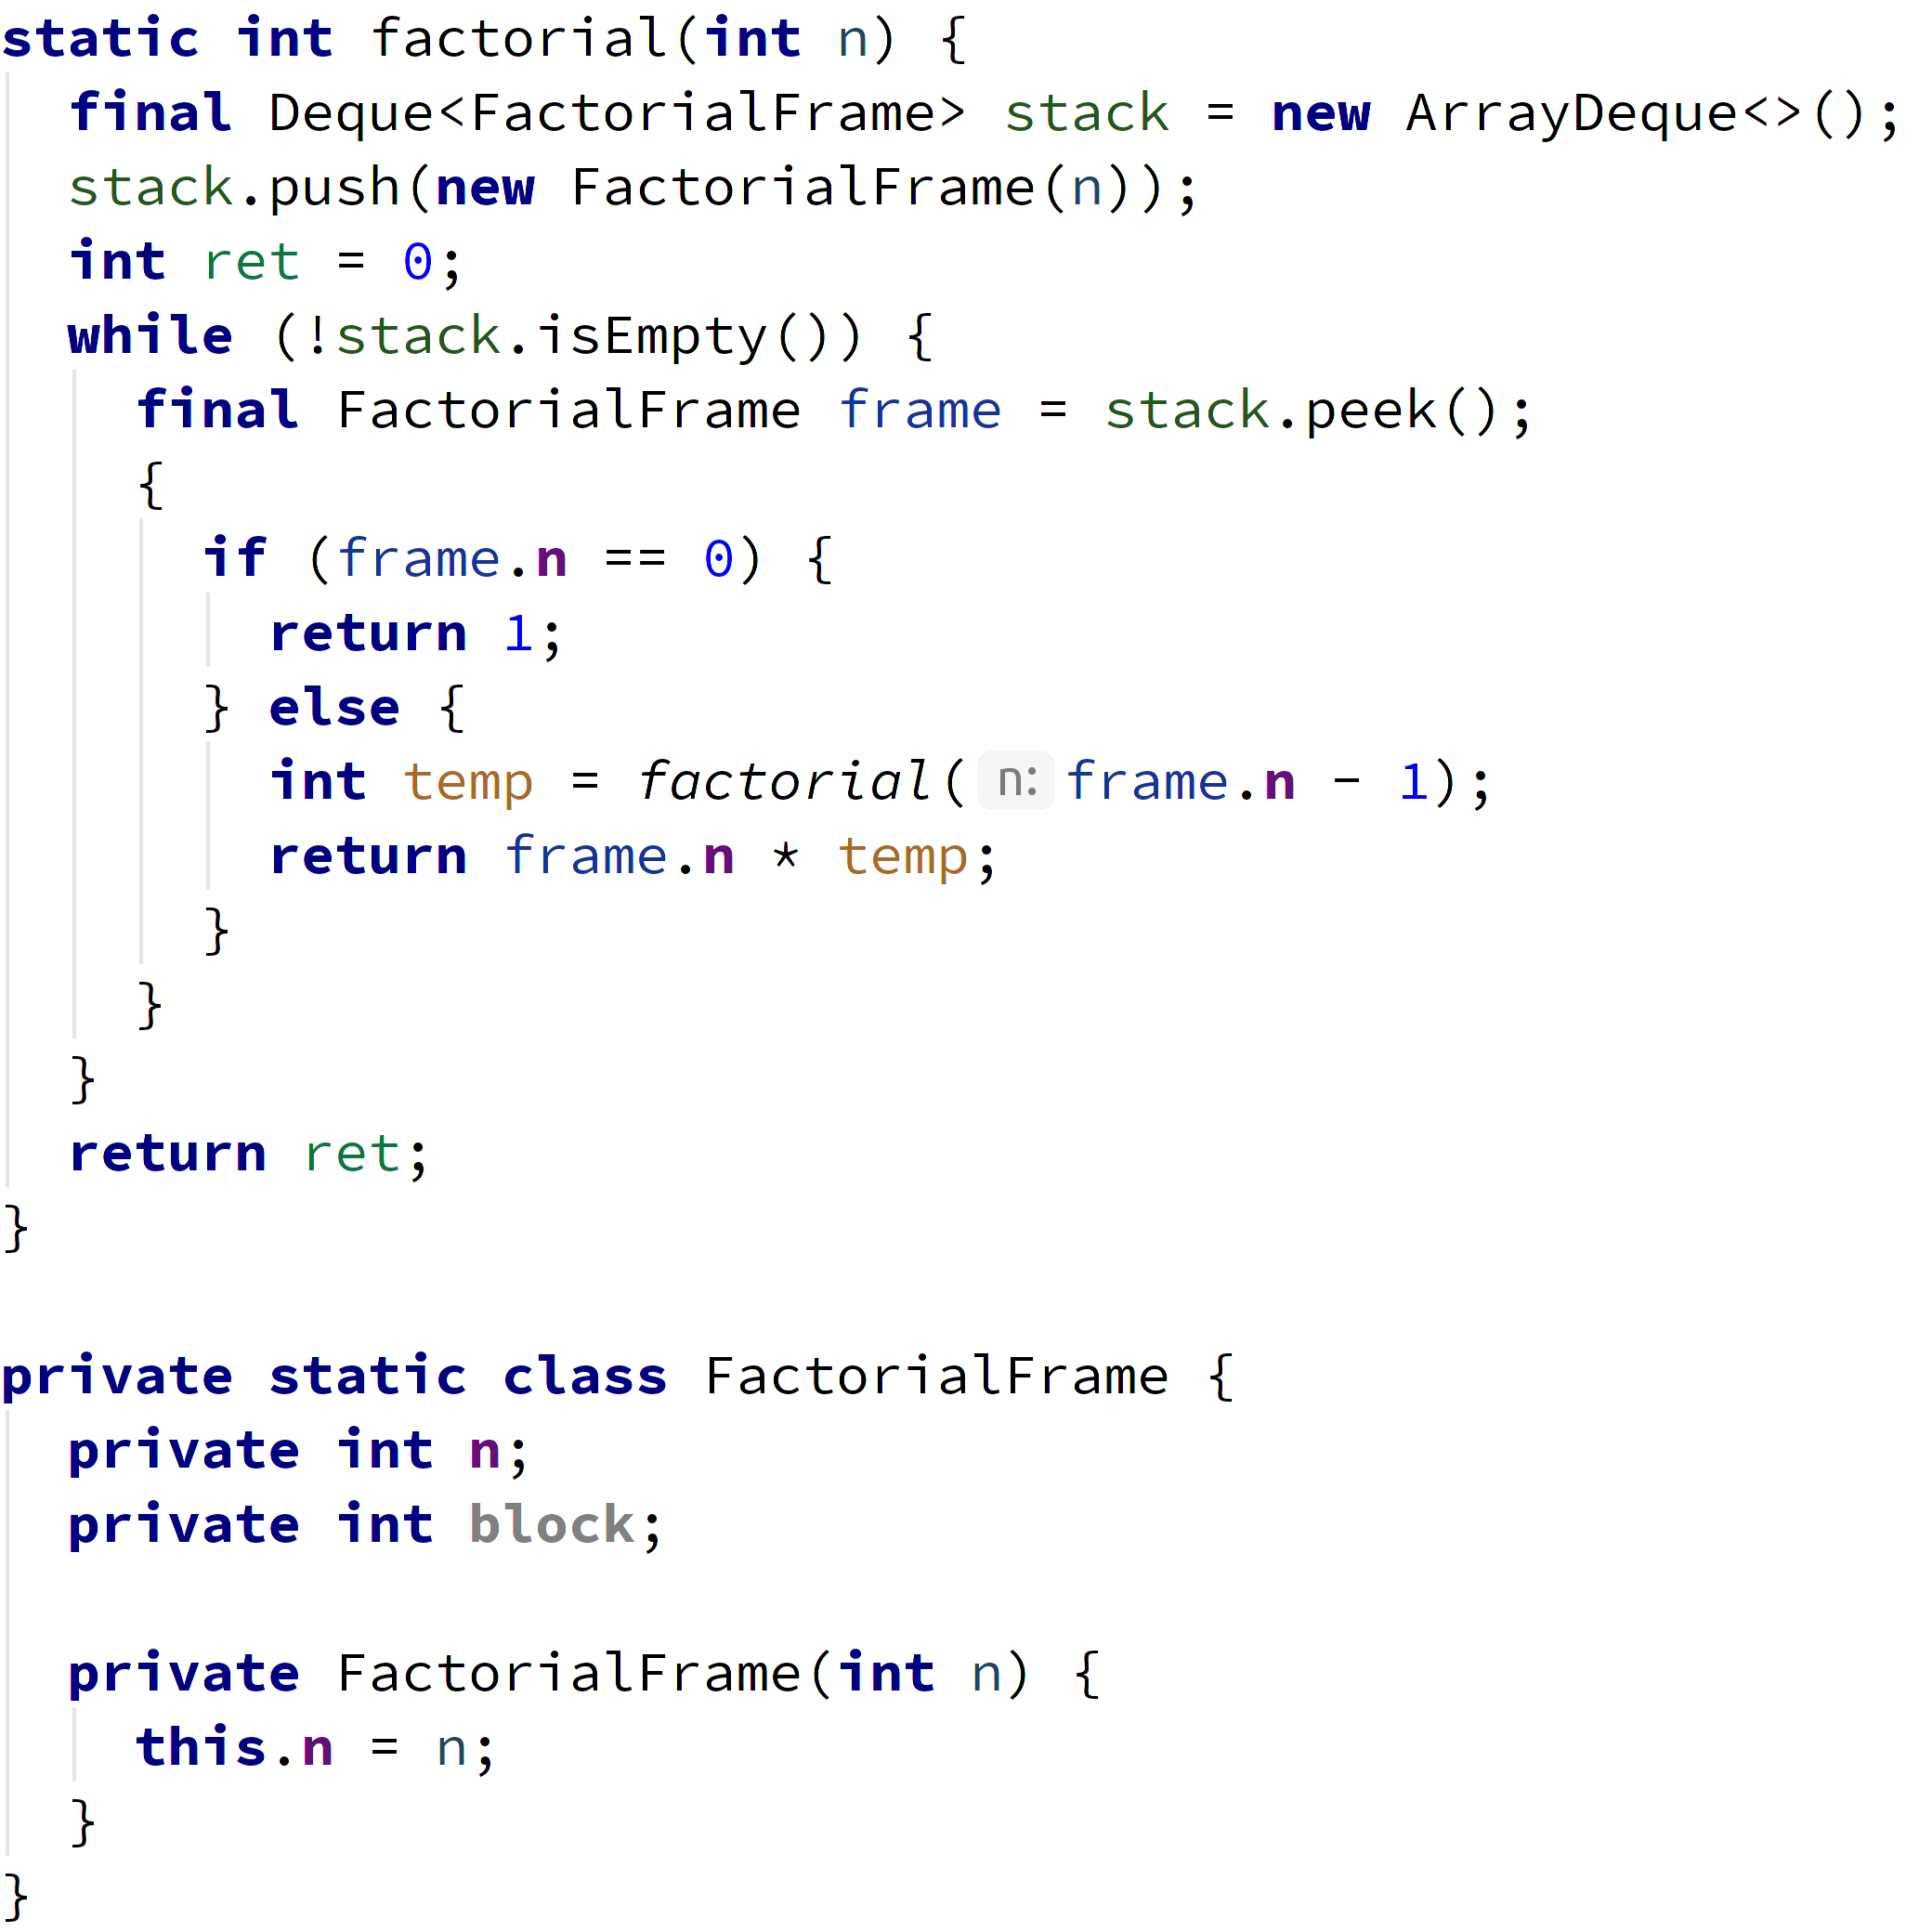 static int factorial(int n) {
  final Deque<FactorialFrame> stack = new ArrayDeque<>();
  stack.push(new FactorialFrame(n));
  int ret = 0;
  while (!stack.isEmpty()) {
    final FactorialFrame frame = stack.peek();
    {
      if (frame.n == 0) {
        return 1;
      } else {
        int temp = factorial( n: frame.n - 1);
        return frame.n * temp;
      }
    }
  }
  return ret;
}

private static class FactorialFrame {
  private int n;
  private int block;

  private FactorialFrame(int n) {
    this.n = n;
  }
}